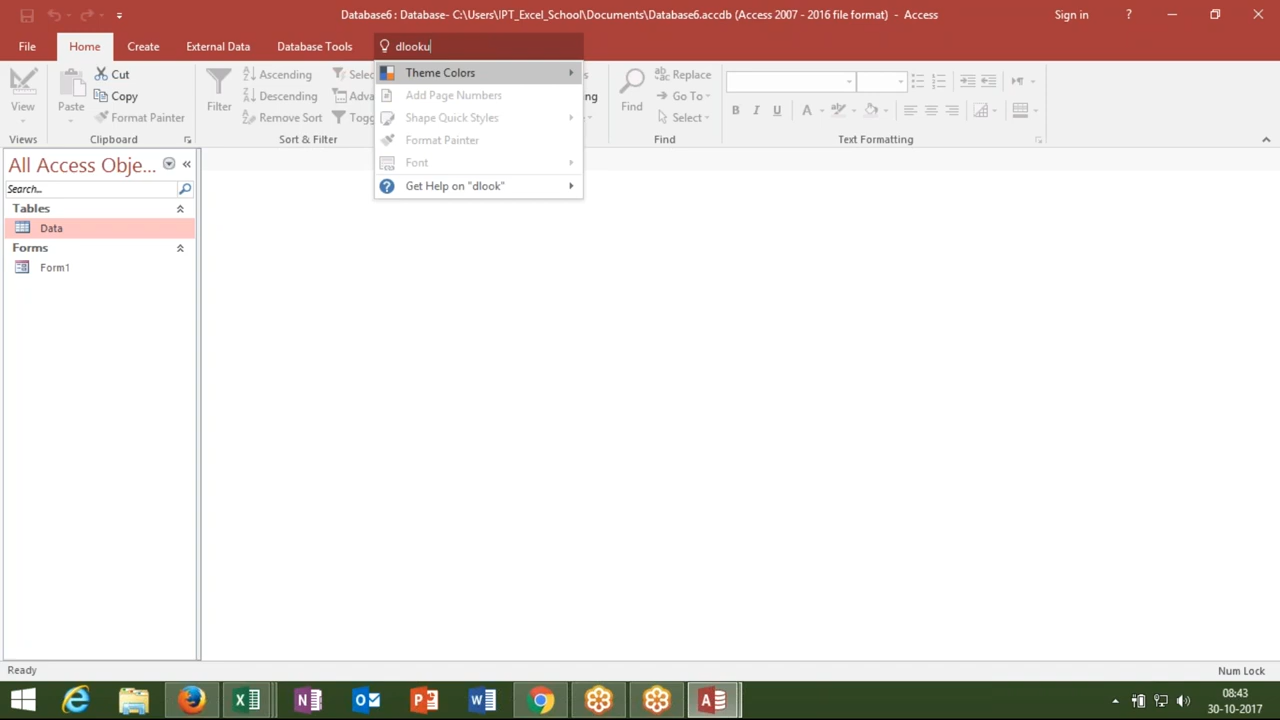 Database6 : Database- C:\Users\IPT_Excel_School\Documents\Database6.accdb (Access 2007 - 2016 file format) - Access
Sign in
?
File
Home
Create
External Data
Database Tools
dlooku
View
Views
Paste
Cut
Copy
Format Painter
Clipboard
Filter
Ascending
Descending
Remove Sort
Sort & Filter
Theme Colors
Add Page Numbers
Shape Quick Styles
Format Painter
Font
Get Help on "dlook"
Find
Replace
Go To
Select
Find
B I U A
Text Formatting
All Access Obje...
Search...
Tables
Data
Forms
Form1
Ready
Num Lock
08:43
30-10-2017